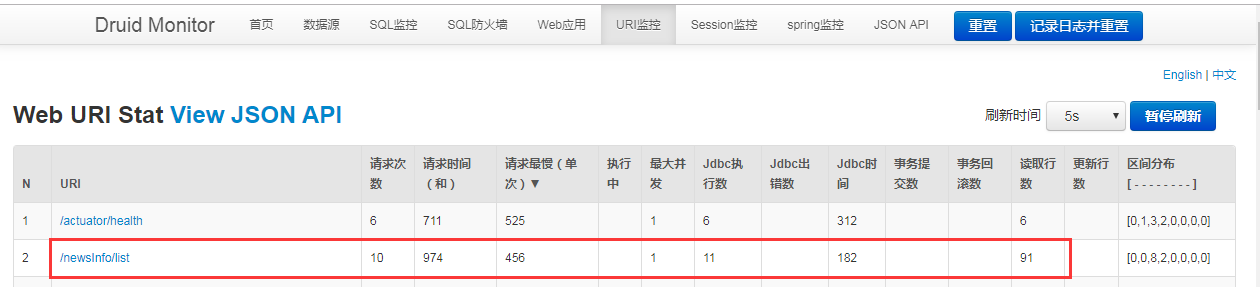 Druid Monitor 首页 数据源 SQL监控 SQL防火墙 Web应用 URI监控 Session监控 spring监控 JSON API 重置 记录日志并重置
English | 中文
Web URI Stat View JSON API 刷新时间 5s 暂停刷新
N URI 请求次数 请求时间（和） 请求最慢（单次）▼ 执行中 最大并发 Jdbc执行数 Jdbc出错数 Jdbc时间 事务提交数 事务回滚数 读取行数 更新行数 区间分布 [ - - - - - - - - ]
1 /actuator/health 6 711 525 1 6 312 6 [0,1,3,2,0,0,0,0]
2 /newsInfo/list 10 974 456 1 11 182 91 [0,0,8,2,0,0,0,0]